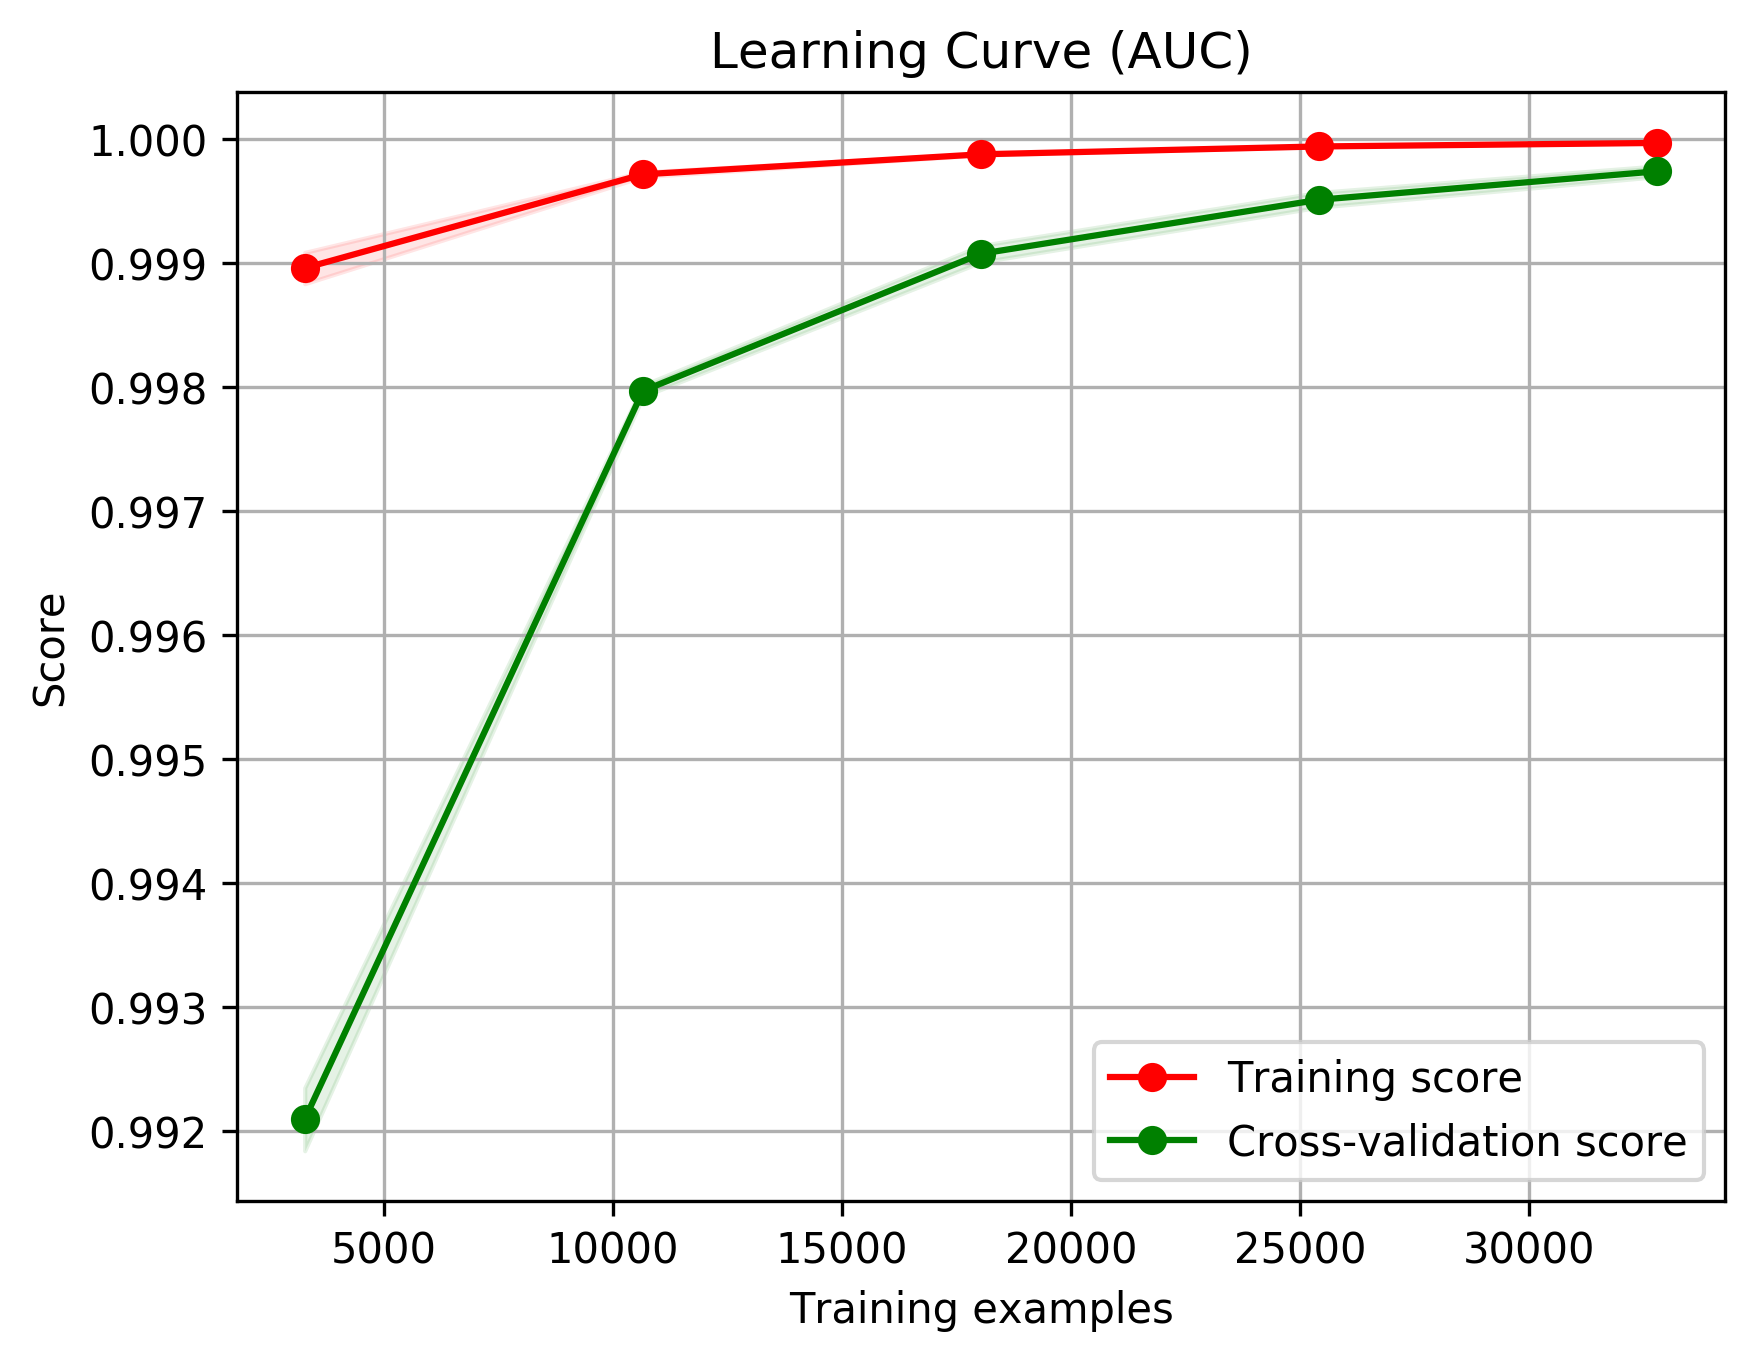 Learning Curve (AUC)
1.000
0.999
0.998
0.997
0.996
0.995
0.994
0.993
0.992
Score
Training score
Cross-validation score
5000 10000 15000 20000 25000 30000
Training examples